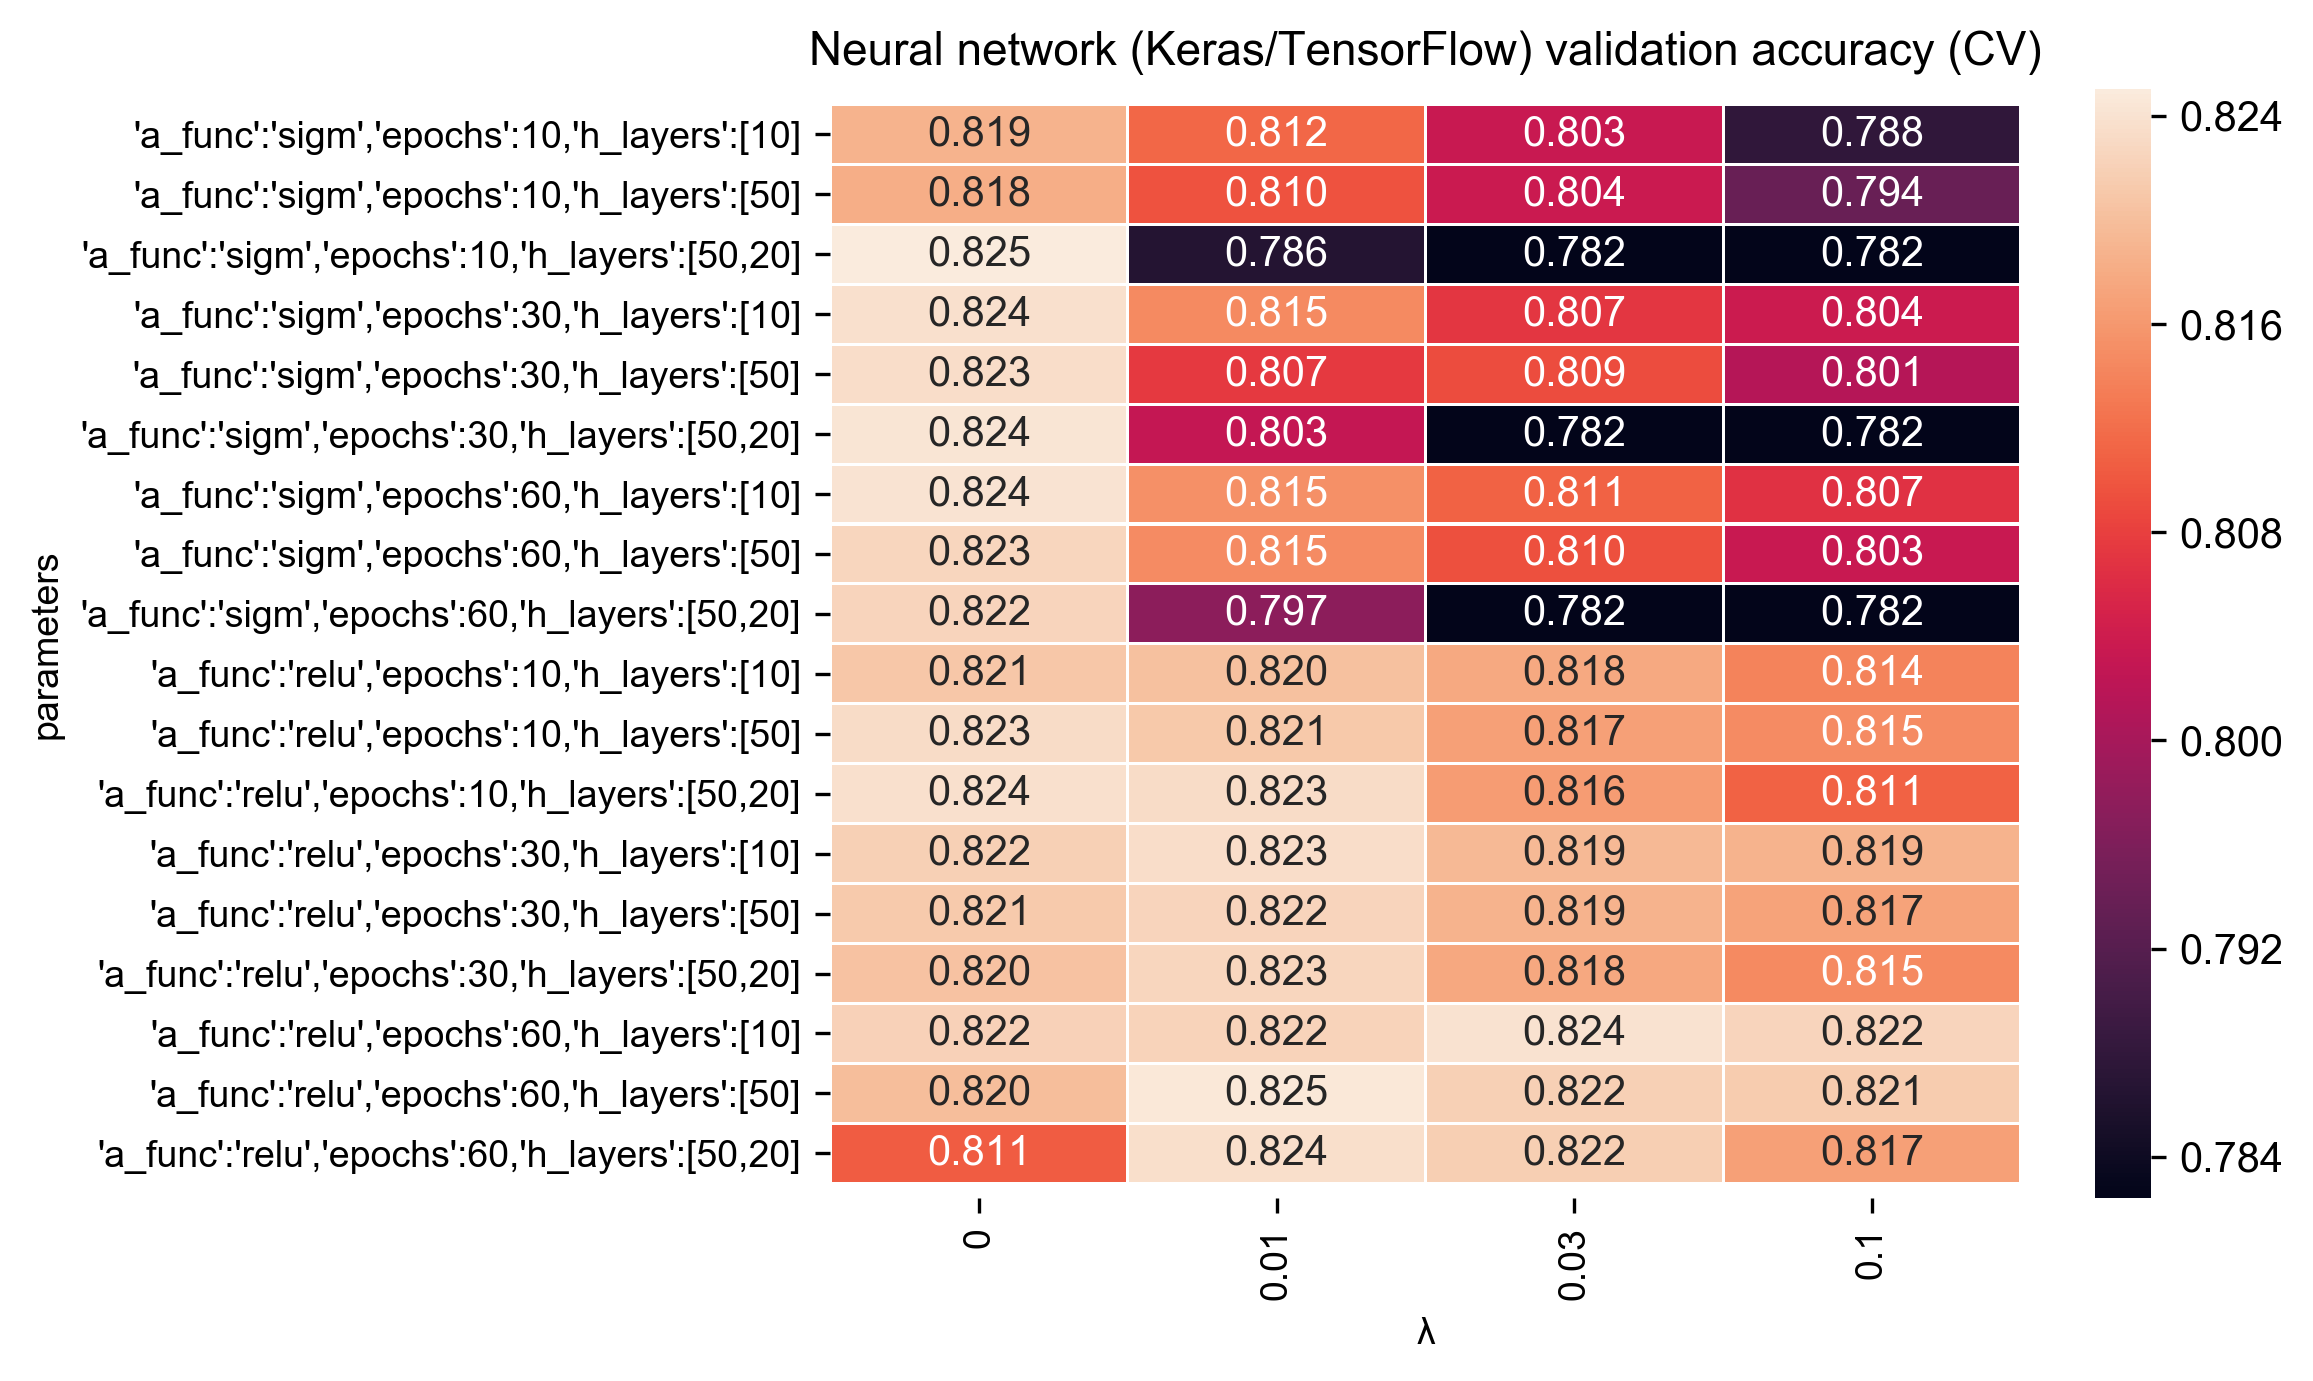 Neural network (Keras/TensorFlow) validation accuracy (CV)
parameters
'a_func':'sigm','epochs':10,'h_layers':[10] 0.819 0.812 0.803 0.788
'a_func':'sigm','epochs':10,'h_layers':[50] 0.818 0.810 0.804 0.794
'a_func':'sigm','epochs':10,'h_layers':[50,20] 0.825 0.786 0.782 0.782
'a_func':'sigm','epochs':30,'h_layers':[10] 0.824 0.815 0.807 0.804
'a_func':'sigm','epochs':30,'h_layers':[50] 0.823 0.807 0.809 0.801
'a_func':'sigm','epochs':30,'h_layers':[50,20] 0.824 0.803 0.782 0.782
'a_func':'sigm','epochs':60,'h_layers':[10] 0.824 0.815 0.811 0.807
'a_func':'sigm','epochs':60,'h_layers':[50] 0.823 0.815 0.810 0.803
'a_func':'sigm','epochs':60,'h_layers':[50,20] 0.822 0.797 0.782 0.782
'a_func':'relu','epochs':10,'h_layers':[10] 0.821 0.820 0.818 0.814
'a_func':'relu','epochs':10,'h_layers':[50] 0.823 0.821 0.817 0.815
'a_func':'relu','epochs':10,'h_layers':[50,20] 0.824 0.823 0.816 0.811
'a_func':'relu','epochs':30,'h_layers':[10] 0.822 0.823 0.819 0.819
'a_func':'relu','epochs':30,'h_layers':[50] 0.821 0.822 0.819 0.817
'a_func':'relu','epochs':30,'h_layers':[50,20] 0.820 0.823 0.818 0.815
'a_func':'relu','epochs':60,'h_layers':[10] 0.822 0.822 0.824 0.822
'a_func':'relu','epochs':60,'h_layers':[50] 0.820 0.825 0.822 0.821
'a_func':'relu','epochs':60,'h_layers':[50,20] 0.811 0.824 0.822 0.817
0 0.01 0.03 0.1
λ
0.824
0.816
0.808
0.800
0.792
0.784